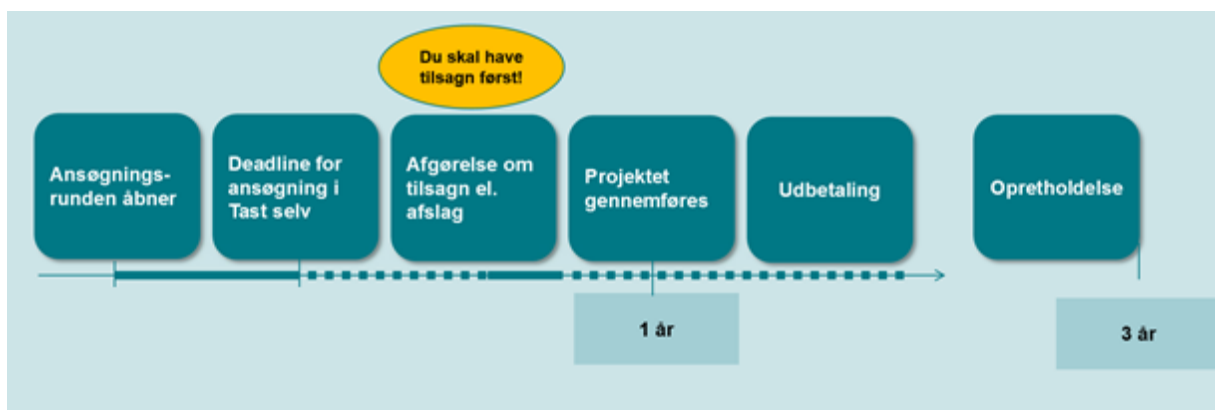 Du skal have
tilsagn først!
Ansøgnings-
runden åbner
Deadline for
ansøgning i
Tast selv
Afgørelse om
tilsagn el.
afslag
Projektet
gennemføres
Udbetaling
Opretholdelse
1 år
3 år